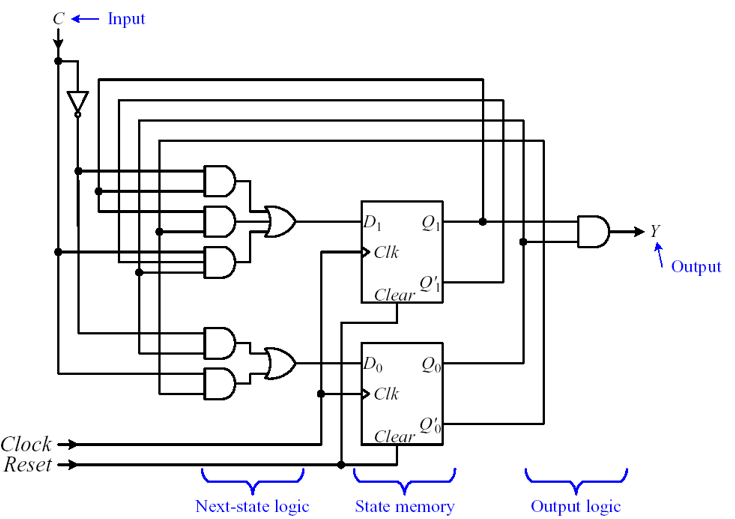 C Input
D1 Q1 Y
Clk
Output
Q'1
Clear
D0 Q0
Clk
Q'0
Clear
Clock
Reset
Next-state logic State memory Output logic